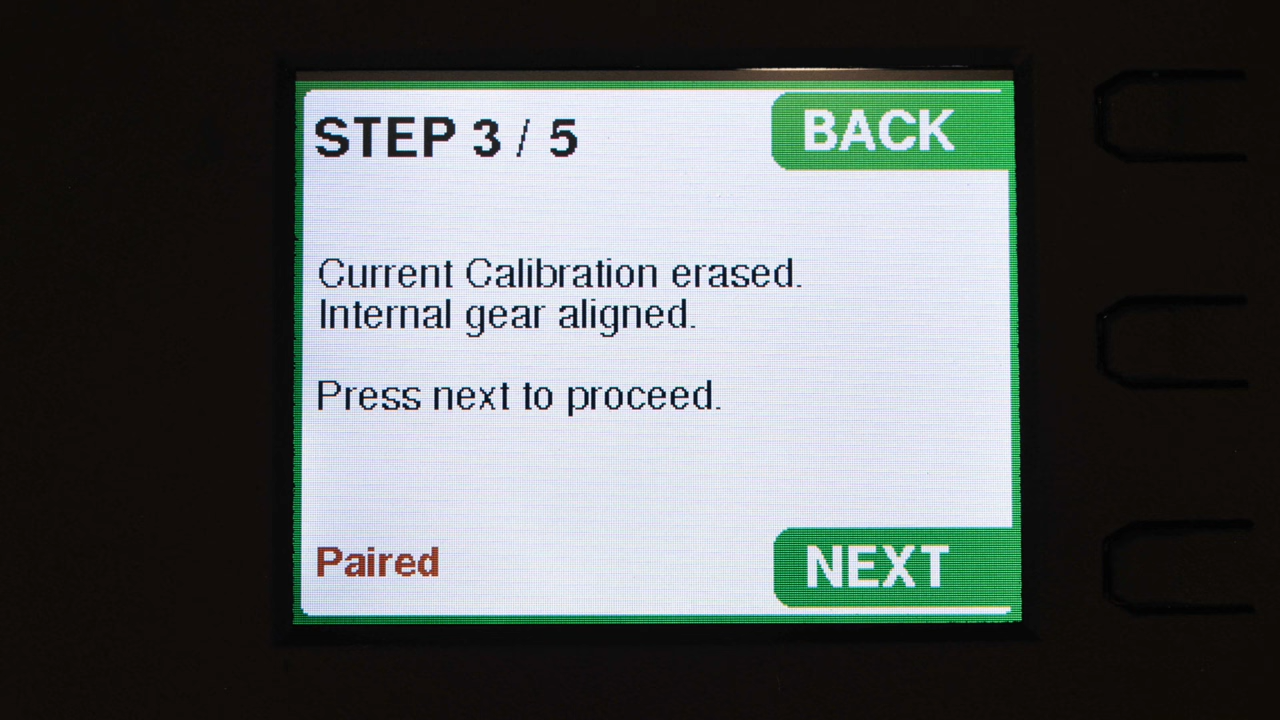 STEP 3 / 5
BACK
Current Calibration erased.
Internal gear aligned.
Press next to proceed.
Paired
NEXT